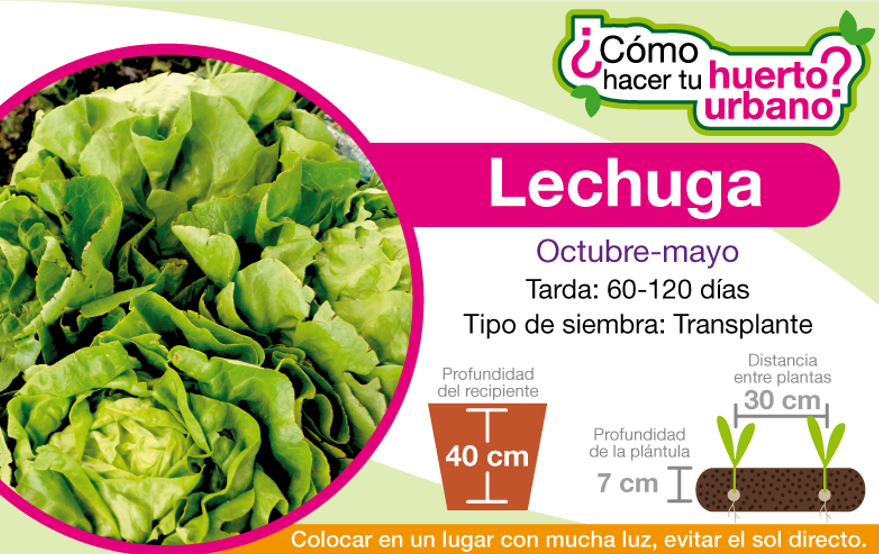 ¿Cómo
hacer tu huerto
urbano?
Lechuga
Octubre-mayo
Tarda: 60-120 días
Tipo de siembra: Transplante
Profundidad
del recipiente
40 cm
Distancia
entre plantas
30 cm
Profundidad
de la plántula
7 cm
Colocar en un lugar con mucha luz, evitar el sol directo.